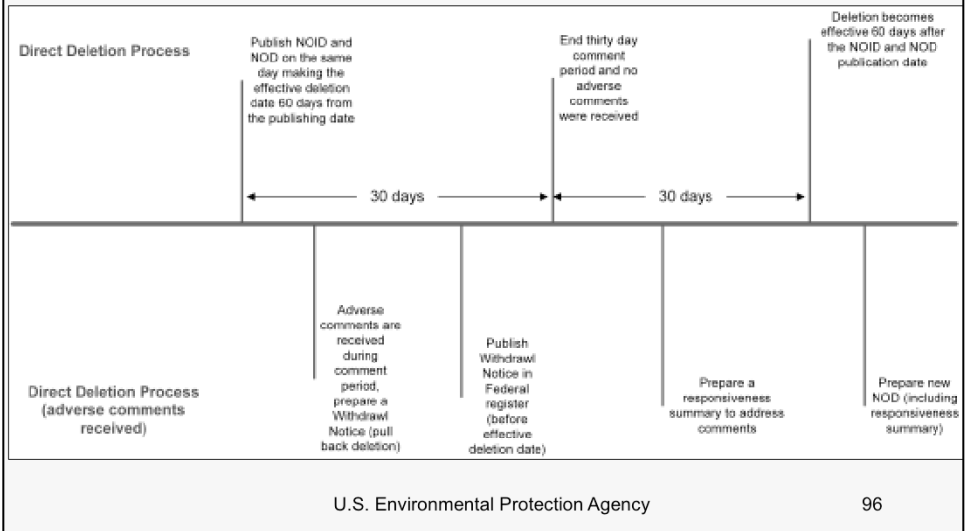 Direct Deletion Process
Publish NOID and
NOD on the same
day making the
effective deletion
date 60 days from
the publishing date
End thirty day
comment
period and no
adverse
comments
were received
Deletion becomes
effective 60 days after
the NOID and NOD
publication date
30 days
30 days
Direct Deletion Process
(adverse comments
received)
Adverse
comments are
received
during
comment
period,
prepare a
Withdrawl
Notice (pull
back deletion)
Publish
Withdrawl
Notice in
Federal
register
(before
effective
deletion date)
Prepare a
responsiveness
summary to address
comments
Prepare new
NOD (including
responsiveness
summary)
U.S. Environmental Protection Agency
96